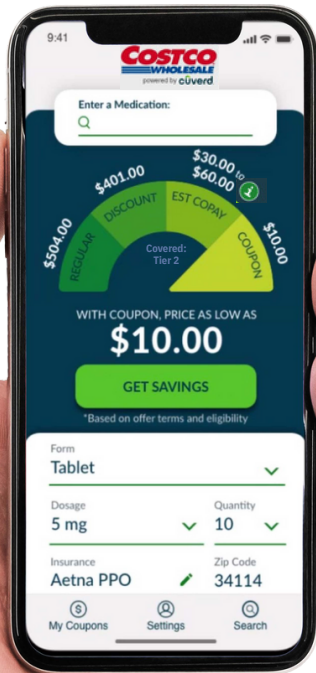 9:41
COSTCO
WHOLESALE
powered by cüverd
Enter a Medication:
$504.00
REGULAR
$401.00
DISCOUNT
$30.00 to
$60.00 i
EST COPAY
$10.00
COUPON
Covered:
Tier 2
WITH COUPON, PRICE AS LOW AS
$10.00
GET SAVINGS
*Based on offer terms and eligibility
Form
Tablet
Dosage
5 mg
Quantity
10
Insurance
Aetna PPO
Zip Code
34114
$
My Coupons
Settings
Search